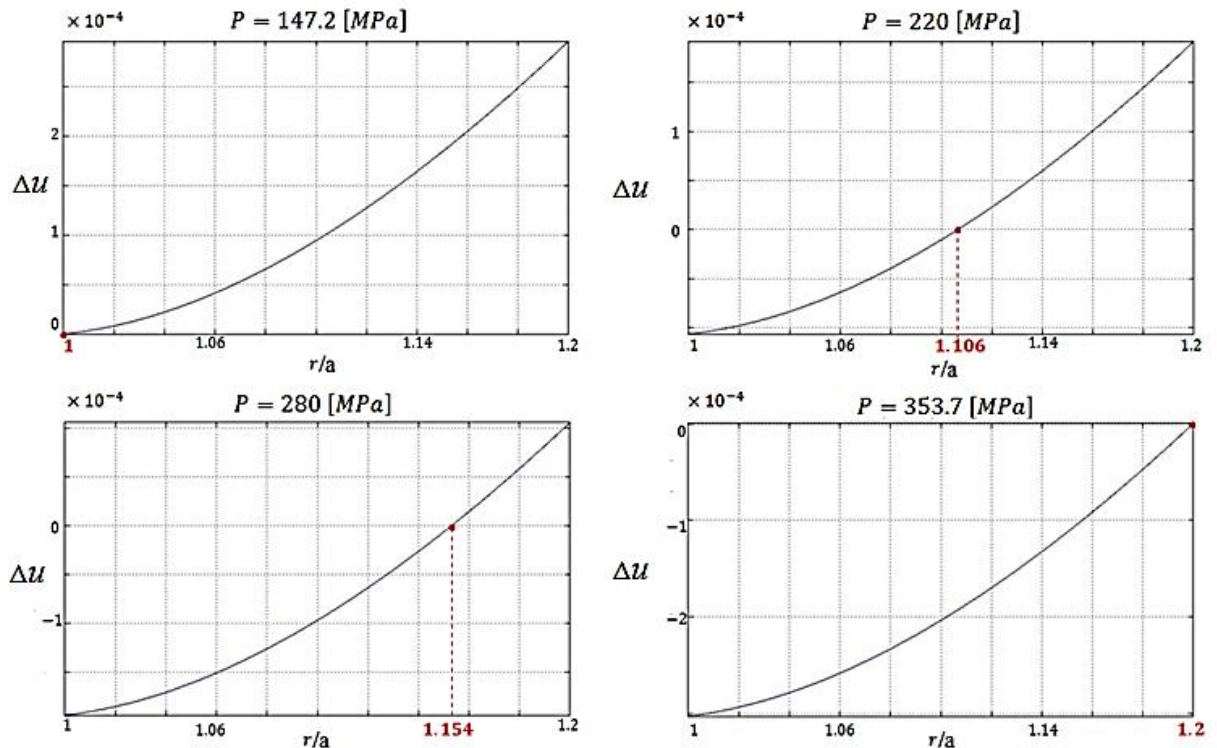 × 10⁻⁴ P = 147.2 [MPa]
2
Δu
1
0
1 1.06 1.14 1.2
r/a
× 10⁻⁴ P = 220 [MPa]
1
Δu
0
1 1.06 1.106 1.14 1.2
r/a
× 10⁻⁴ P = 280 [MPa]
0
Δu
−1
1 1.06 1.154 1.2
r/a
× 10⁻⁴ P = 353.7 [MPa]
0
−1
Δu
−2
1 1.06 1.14 1.2
r/a